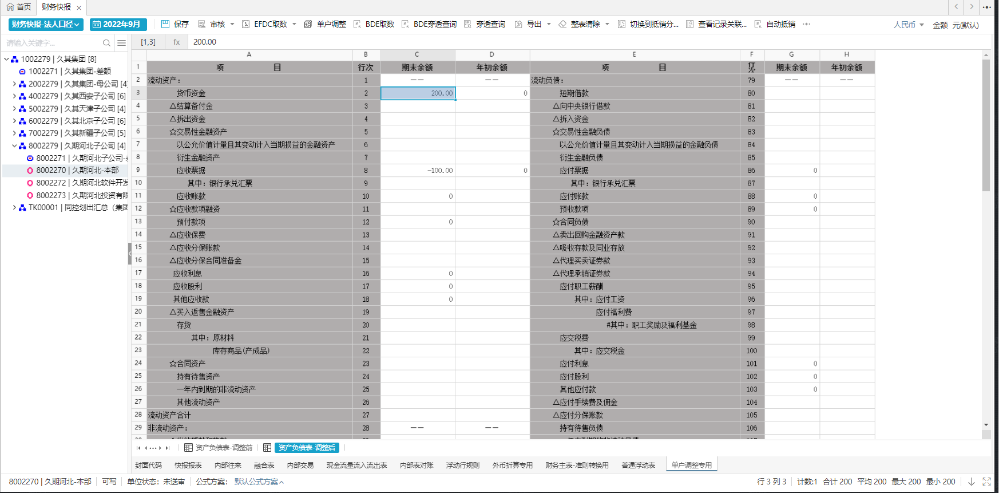 首页 财务快报 ×
财务快报-法人口径 2022年9月 保存 审核 EFDC取数 单户调整 BDE取数 BDE穿透查询 穿透查询 导出 整表清除 切换到抵销分... 查看记录关联... 自动抵销 ... 人民币 金额 元(默认)
请输入关键字... [1,3] fx 200.00
1002279 | 久其集团 [8]
1002271 | 久其集团-差额
2002279 | 久其集团-母公司 [4]
4002279 | 久其西安子公司 [6]
5002279 | 久其天津子公司 [4]
6002279 | 久其北京子公司 [6]
7002279 | 久其新疆子公司 [5]
8002279 | 久期河北子公司 [4]
8002271 | 久期河北子公司-
8002270 | 久期河北-本部
8002272 | 久期河北软件开发
8002273 | 久期河北投资有限
TK00001 | 同控划出汇总（集团
A B C D E F G H
1 项 目 行次 期末余额 年初余额 项 目 行次 期末余额 年初余额
2 流动资产： 1 —— —— 流动负债： 79 —— ——
3 货币资金 2 200.00 0 短期借款 80
4 △结算备付金 3 △向中央银行借款 81
5 △拆出资金 4 △拆入资金 82
6 ☆交易性金融资产 5 ☆交易性金融负债 83
7 以公允价值计量且其变动计入当期损益的金融资产 6 以公允价值计量且其变动计入当期损益的金融负债 84
8 衍生金融资产 7 衍生金融负债 85
9 应收票据 8 -100.00 0 应付票据 86 0
10 其中：银行承兑汇票 9 其中：银行承兑汇票 87
11 应收账款 10 0 应付账款 88 0
12 ☆应收款项融资 11 预收款项 89 0
13 预付款项 12 0 ☆合同负债 90
14 △应收保费 13 △卖出回购金融资产款 91
15 △应收分保账款 14 △吸收存款及同业存放 92
16 △应收分保合同准备金 15 △代理买卖证券款 93
17 应收利息 16 0 △代理承销证券款 94
18 应收股利 17 0 应付职工薪酬 95
19 其他应收款 18 0 其中：应付工资 96
20 △买入返售金融资产 19 应付福利费 97
21 存货 20 #其中：职工奖励及福利基金 98
22 其中：原材料 21 应交税费 99
23 库存商品(产成品) 22 其中：应交税金 100
24 ☆合同资产 23 应付利息 101 0
25 持有待售资产 24 应付股利 102 0
26 一年内到期的非流动资产 25 其他应付款 103 0
27 其他流动资产 26 △应付手续费及佣金 104
28 流动资产合计 27 △应付分保账款 105
29 非流动资产： 28 —— —— 持有待售负债 106
资产负债表-调整前 资产负债表-调整后
封面代码 快报报表 内部往来 融合表 内部交易 现金流量流入流出表 内部表对账 浮动行规则 外币折算专用 财务主表-准则转换用 普通浮动表 单户调整专用
8002270 | 久期河北-本部 可写 单位状态： 未送审 公式方案： 默认公式方案 行 3 列 3 计数:1 合计 200 平均 200 最大 200 最小 200